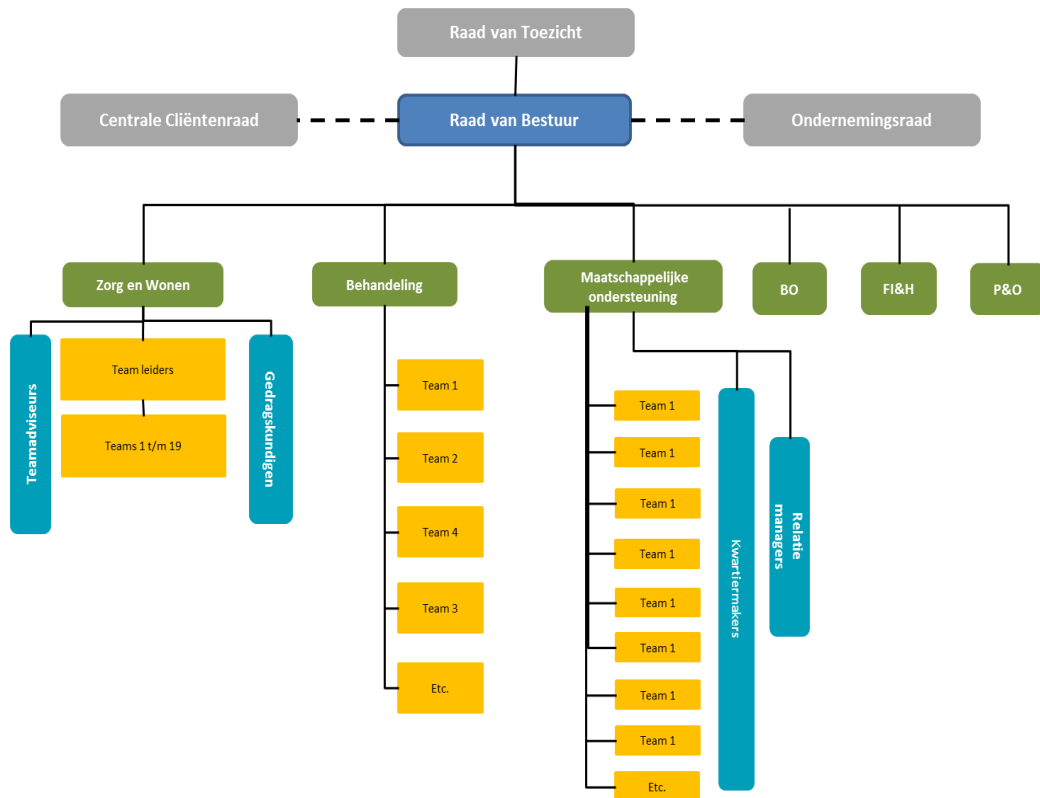 Raad van Toezicht
Centrale Cliëntenraad
Raad van Bestuur
Ondernemingsraad
Zorg en Wonen
Behandeling
Maatschappelijke
ondersteuning
BO
FI&H
P&O
Teamadviseurs
Team leiders
Teams 1 t/m 19
Gedragskundigen
Team 1
Team 2
Team 4
Team 3
Etc.
Team 1
Team 1
Team 1
Team 1
Team 1
Team 1
Team 1
Team 1
Etc.
Kwartiermakers
Relatie
managers